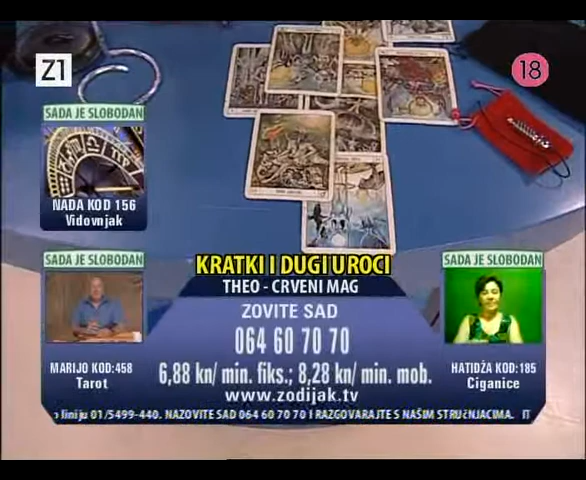 Z1
18
SADA JE SLOBODAN
NADA KOD 156
Vidovnjak
SADA JE SLOBODAN
MARIJO KOD:458
Tarot
KRATKI I DUGI UROCI
THEO - CRVENI MAG
ZOVITE SAD
064 60 70 70
6,88 kn/ min. fiks.; 8,28 kn/ min. mob.
www.zodijak.tv
SADA JE SLOBODAN
HATIDŽA KOD:185
Ciganice
liniju 01/5499-440. NAZOVITE SAD 064 60 70 70 I RAZGOVARAJTE S NAŠIM STRUČNJACIMA. IT